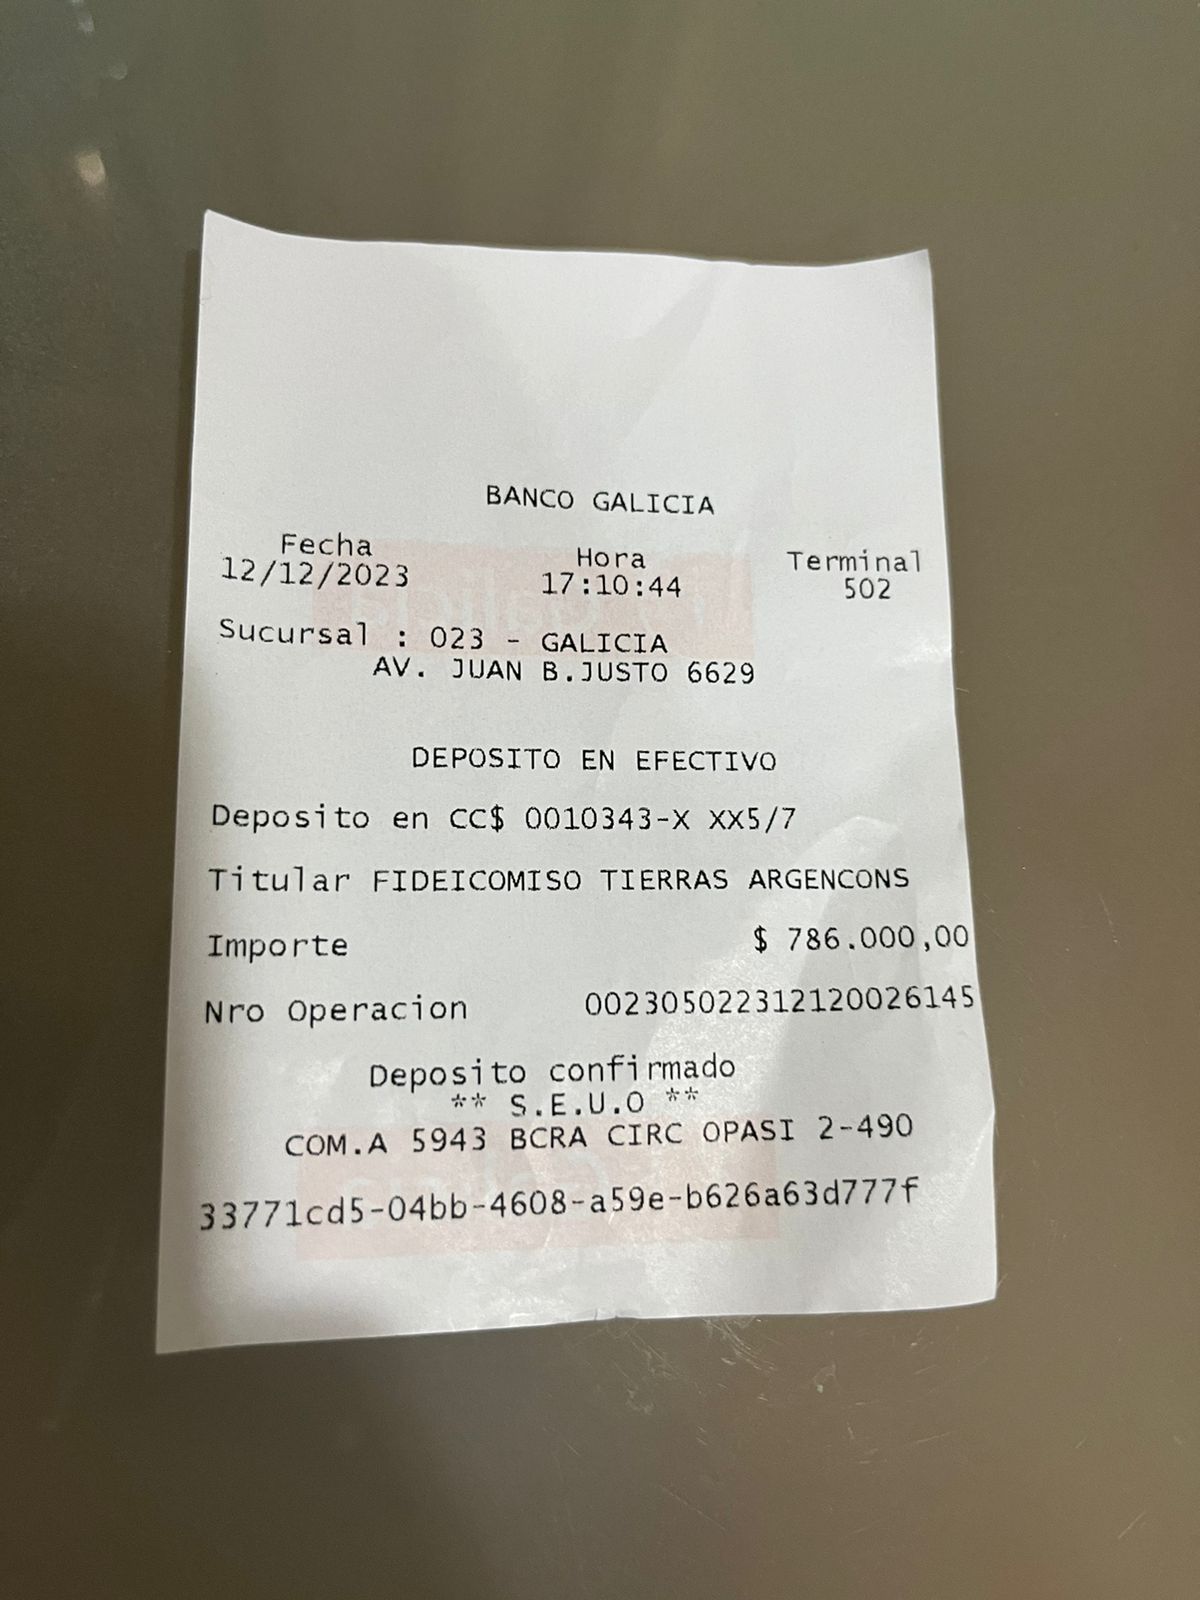 BANCO GALICIA
Fecha Hora Terminal
12/12/2023 17:10:44 502
Sucursal : 023 - GALICIA
AV. JUAN B.JUSTO 6629
DEPOSITO EN EFECTIVO
Deposito en CC$ 0010343-X XX5/7
Titular FIDEICOMISO TIERRAS ARGENCONS
Importe $ 786.000,00
Nro Operacion 002305022312120026145
Deposito confirmado
** S.E.U.O **
COM.A 5943 BCRA CIRC OPASI 2-490
33771cd5-04bb-4608-a59e-b626a63d777f